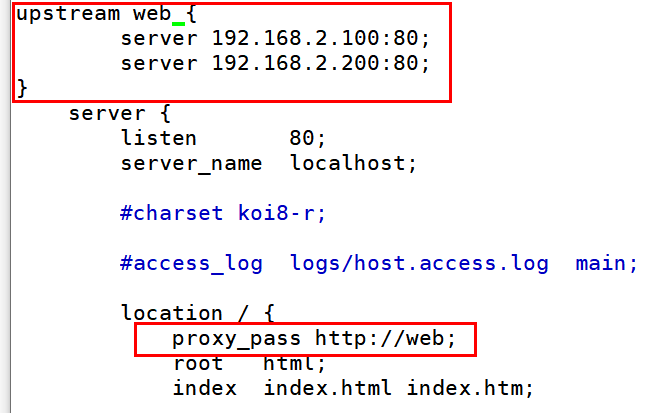 upstream web {
        server 192.168.2.100:80;
        server 192.168.2.200:80;
}
    server {
        listen       80;
        server_name  localhost;
        #charset koi8-r;
        #access_log  logs/host.access.log  main;
        location / {
            proxy_pass http://web;
            root   html;
            index  index.html index.htm;